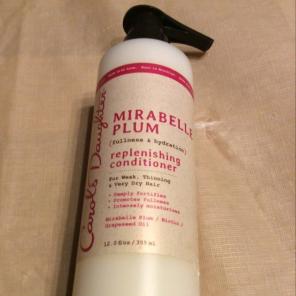 Carol's Daughter
MIRABELLE
PLUM
(fullness & hydration)
replenishing
conditioner
For Weak, Thinning
& Very Dry Hair
• Deeply fortifies
• Promotes fullness
• Intensely moisturizes
Mirabelle Plum / Biotin /
Grapeseed Oil
12.0 fl oz / 355 ml